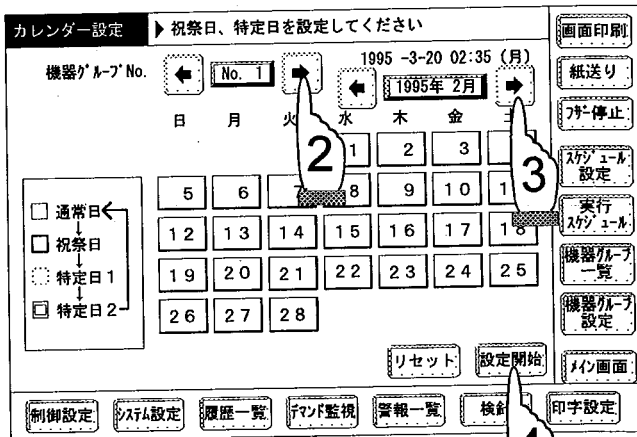 カレンダー設定 ▶ 祝祭日、特定日を設定してください
画面印刷
1995 -3-20 02:35 (月)
機器ｸﾞﾙｰﾌﾟNo. No. 1 1995年 2月
紙送り
ﾌﾞｻﾞｰ停止
日 月 火 水 木 金 土
2
3
1 2 3
5 6 7 8 9 10
12 13 14 15 16 17 18
19 20 21 22 23 24 25
26 27 28
通常日
祝祭日
特定日1
特定日2
ｽｹｼﾞｭｰﾙ
設定
実行
ｽｹｼﾞｭｰﾙ
機器ｸﾞﾙｰﾌﾟ
一覧
機器ｸﾞﾙｰﾌﾟ
設定
リセット 設定開始 ﾒｲﾝ画面
制御設定 ｼｽﾃﾑ設定 履歴一覧 ﾃﾞﾏﾝﾄﾞ監視 警報一覧 検針 印字設定